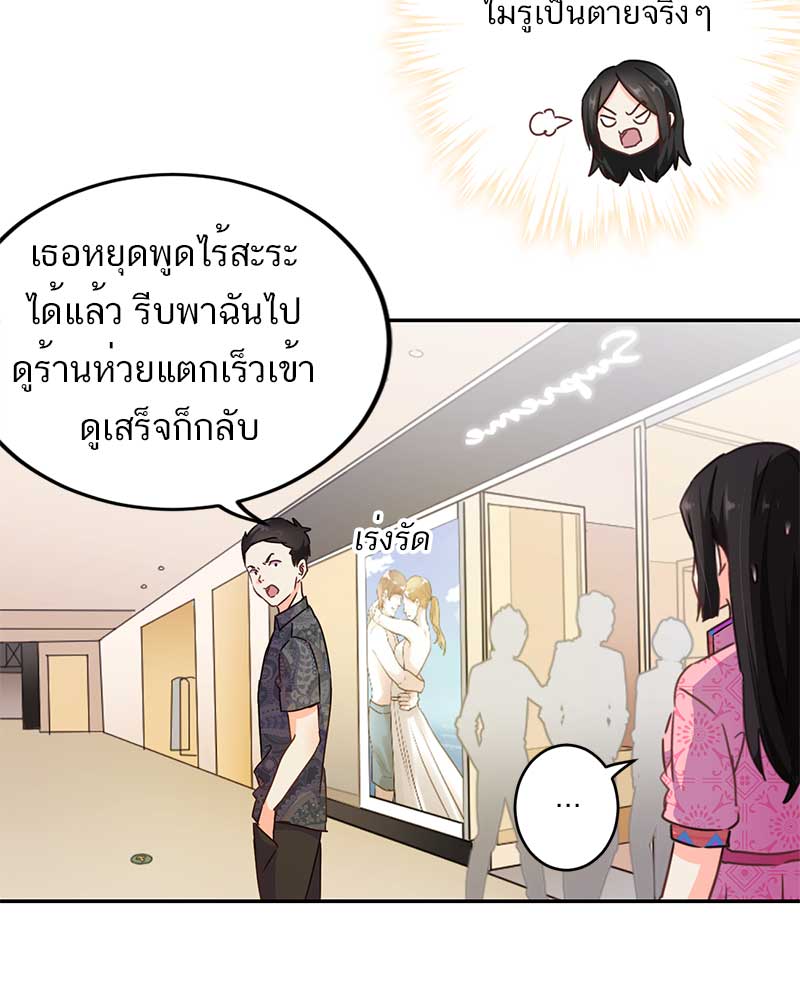 ไม่รู้เป็นตายจริงๆ
เธอหยุดพูดไร้สะระ
ได้แล้ว รีบพาฉันไป
ดูร้านห่วยแตกเร็วเข้า
ดูเสร็จก็กลับ
Supreme
เร่งรัด
...